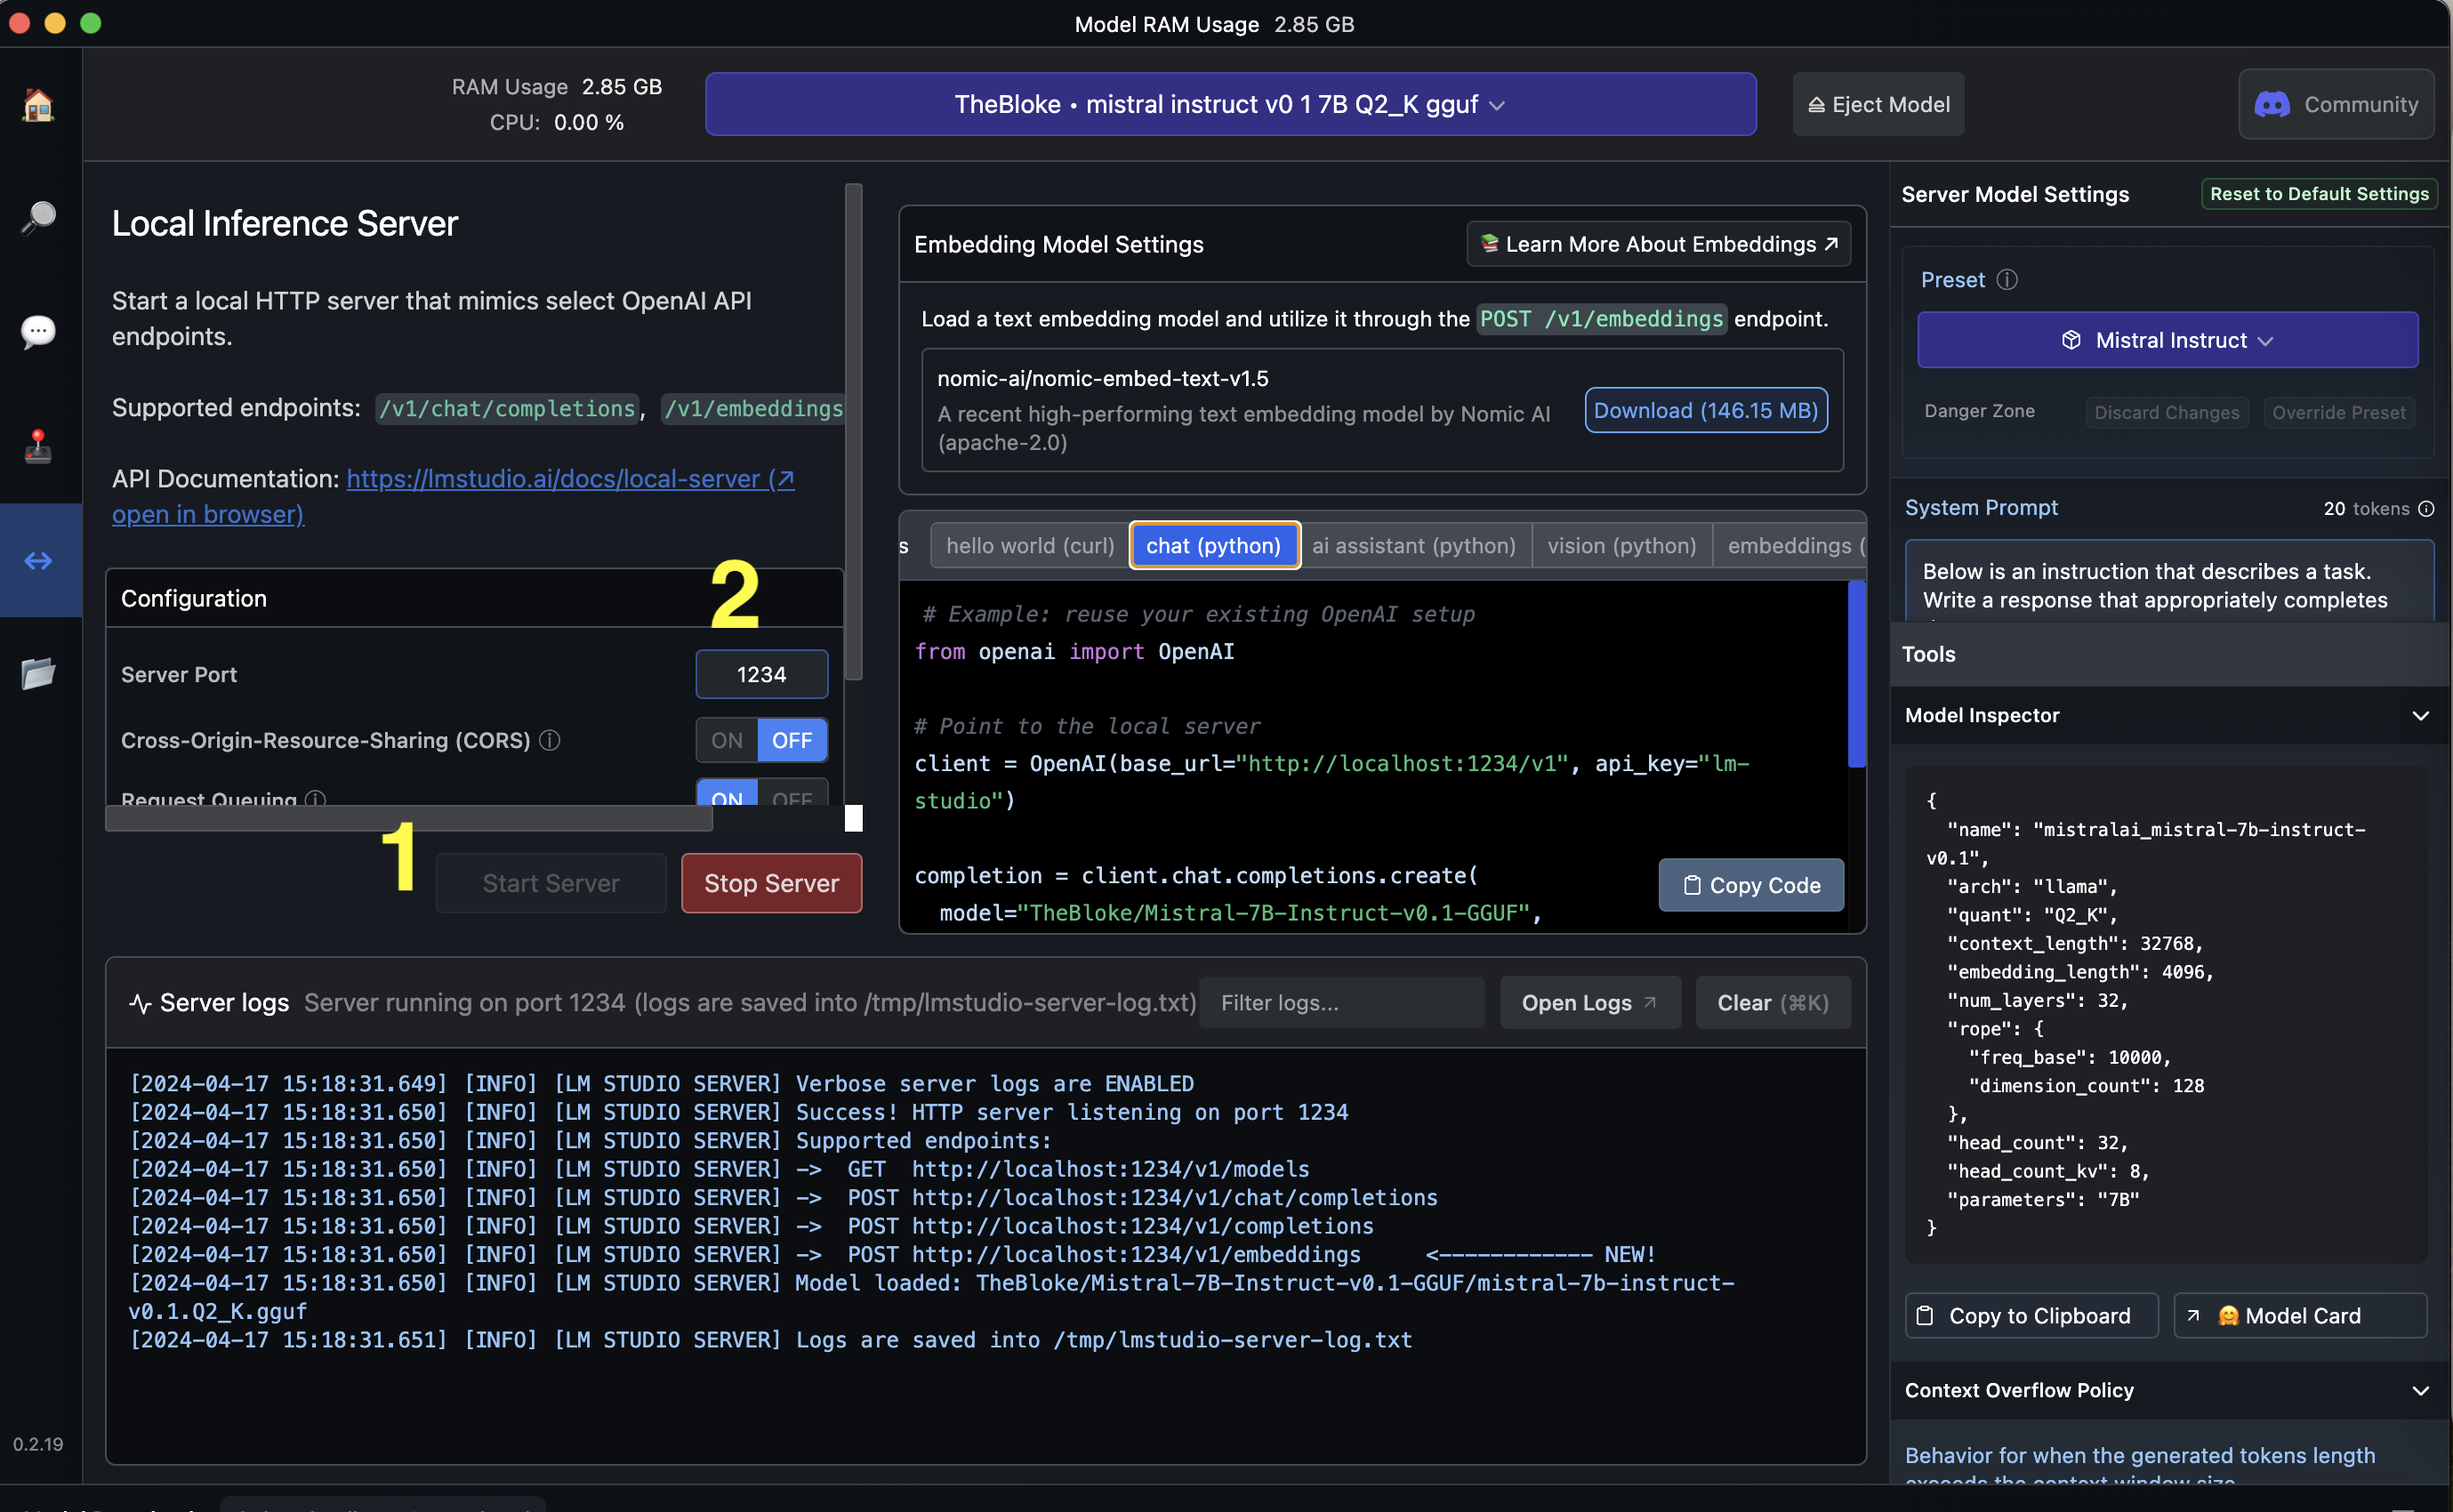 Model RAM Usage 2.85 GB
RAM Usage 2.85 GB
CPU: 0.00 %
TheBloke • mistral instruct v0 1 7B Q2_K gguf
Eject Model
Community
Local Inference Server
Start a local HTTP server that mimics select OpenAI API
endpoints.
Supported endpoints: /v1/chat/completions, /v1/embeddings
API Documentation: https://lmstudio.ai/docs/local-server (↗
open in browser)
Configuration
2
Server Port 1234
Cross-Origin-Resource-Sharing (CORS) ON OFF
Request Queuing ON OFF
1
Start Server Stop Server
Embedding Model Settings
Learn More About Embeddings ↗
Load a text embedding model and utilize it through the POST /v1/embeddings endpoint.
nomic-ai/nomic-embed-text-v1.5
A recent high-performing text embedding model by Nomic AI
(apache-2.0)
Download (146.15 MB)
s hello world (curl) chat (python) ai assistant (python) vision (python) embeddings (
# Example: reuse your existing OpenAI setup
from openai import OpenAI
# Point to the local server
client = OpenAI(base_url="http://localhost:1234/v1", api_key="lm-
studio")
completion = client.chat.completions.create(
model="TheBloke/Mistral-7B-Instruct-v0.1-GGUF",
Copy Code
Server logs Server running on port 1234 (logs are saved into /tmp/lmstudio-server-log.txt)
Filter logs...
Open Logs ↗
Clear (⌘K)
[2024-04-17 15:18:31.649] [INFO] [LM STUDIO SERVER] Verbose server logs are ENABLED
[2024-04-17 15:18:31.650] [INFO] [LM STUDIO SERVER] Success! HTTP server listening on port 1234
[2024-04-17 15:18:31.650] [INFO] [LM STUDIO SERVER] Supported endpoints:
[2024-04-17 15:18:31.650] [INFO] [LM STUDIO SERVER] -> GET http://localhost:1234/v1/models
[2024-04-17 15:18:31.650] [INFO] [LM STUDIO SERVER] -> POST http://localhost:1234/v1/chat/completions
[2024-04-17 15:18:31.650] [INFO] [LM STUDIO SERVER] -> POST http://localhost:1234/v1/completions
[2024-04-17 15:18:31.650] [INFO] [LM STUDIO SERVER] -> POST http://localhost:1234/v1/embeddings <------------ NEW!
[2024-04-17 15:18:31.650] [INFO] [LM STUDIO SERVER] Model loaded: TheBloke/Mistral-7B-Instruct-v0.1-GGUF/mistral-7b-instruct-
v0.1.Q2_K.gguf
[2024-04-17 15:18:31.651] [INFO] [LM STUDIO SERVER] Logs are saved into /tmp/lmstudio-server-log.txt
0.2.19
Server Model Settings
Reset to Default Settings
Preset
Mistral Instruct
Danger Zone Discard Changes Override Preset
System Prompt 20 tokens
Below is an instruction that describes a task.
Write a response that appropriately completes
Tools
Model Inspector
{
"name": "mistralai_mistral-7b-instruct-
v0.1",
"arch": "llama",
"quant": "Q2_K",
"context_length": 32768,
"embedding_length": 4096,
"num_layers": 32,
"rope": {
"freq_base": 10000,
"dimension_count": 128
},
"head_count": 32,
"head_count_kv": 8,
"parameters": "7B"
}
Copy to Clipboard
↗ 🤗 Model Card
Context Overflow Policy
Behavior for when the generated tokens length
exceeds the context window size